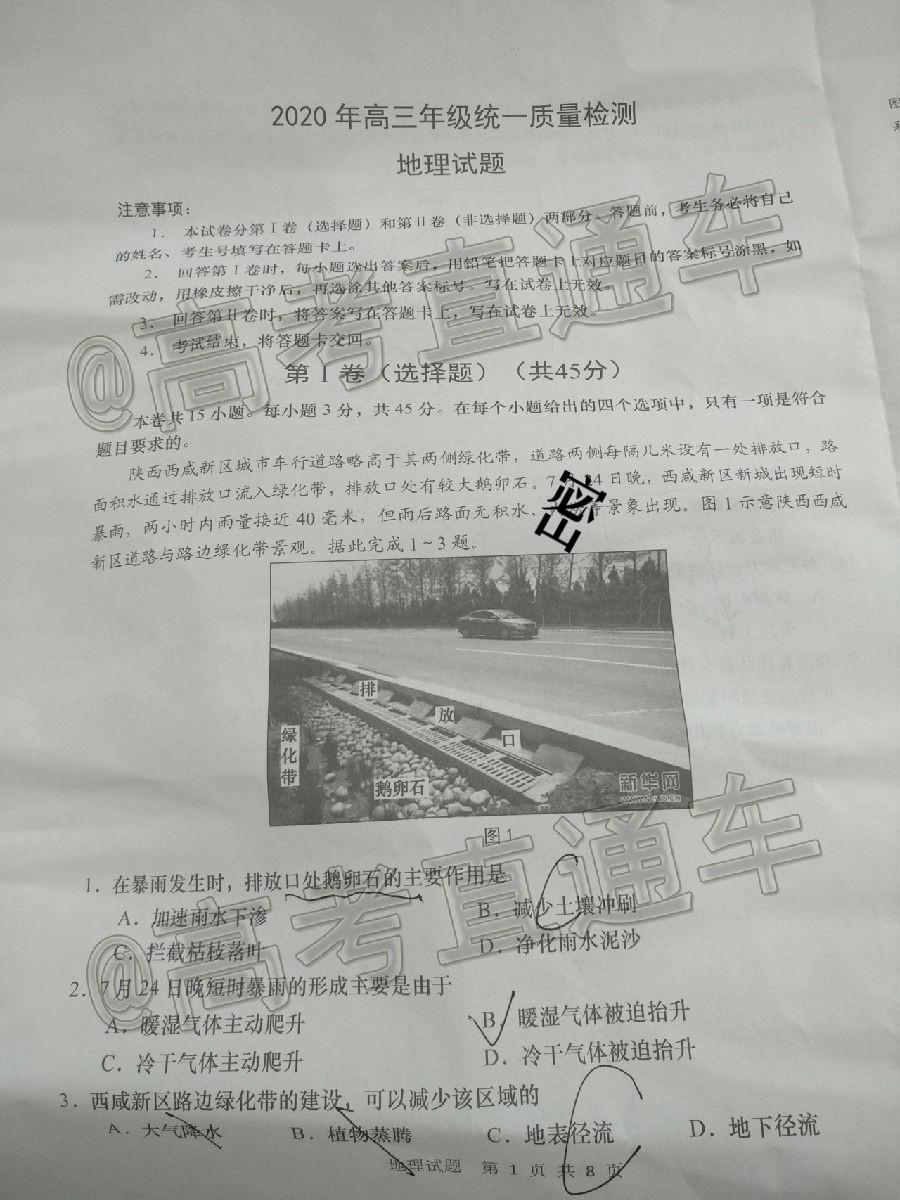 2020年高三年级统一质量检测
地理试题
注意事项：
1. 本试卷分第Ⅰ卷（选择题）和第Ⅱ卷（非选择题）两部分。答题前，考生务必将自己
的姓名、考生号填写在答题卡上。
2. 回答第Ⅰ卷时，每小题选出答案后，用铅笔把答题卡上对应题目的答案标号涂黑，如
需改动，用橡皮擦干净后，再选涂其他答案标号。写在试卷上无效。
3. 回答第Ⅱ卷时，将答案写在答题卡上，写在试卷上无效。
4. 考试结束，将答题卡交回。
@高考直通车
第Ⅰ卷（选择题）（共45分）
本卷共15小题。每小题3分，共45分。在每个小题给出的四个选项中，只有一项是符合
题目要求的。
陕西西咸新区城市车行道路略高于其两侧绿化带，道路两侧每隔几米设有一处排放口，路
面积水通过排放口流入绿化带，排放口处有较大鹅卵石。7 4日晚，西咸新区新城出现短时
暴雨，两小时内雨量接近40毫米，但雨后路面无积水、 等景象出现。图1示意陕西西咸
密
新区道路与路边绿化带景观。据此完成1~3题。
排
放
口
绿化带
鹅卵石
新华网
图1
1．在暴雨发生时，排放口处鹅卵石的主要作用是
A．加速雨水下渗 B．减少土壤冲刷
C．拦截枯枝落叶 D．净化雨水泥沙
@高考直通车
2．7月24日晚短时暴雨的形成主要是由于
A．暖湿气体主动爬升 B．暖湿气体被迫抬升
C．冷干气体主动爬升 D．冷干气体被迫抬升
3．西咸新区路边绿化带的建设，可以减少该区域的
A．大气降水 B．植物蒸腾 C．地表径流 D．地下径流
地理试题 第 1 页 共 8 页